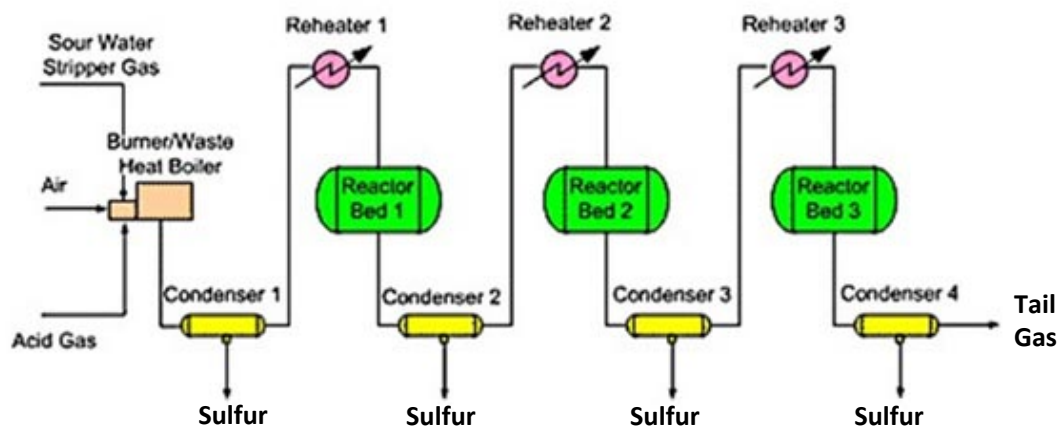 Reheater 1
Reheater 2
Reheater 3
Sour Water
Stripper Gas
Burner/Waste
Heat Boiler
Air
Reactor
Bed 1
Reactor
Bed 2
Reactor
Bed 3
Condenser 1
Condenser 2
Condenser 3
Condenser 4
Tail
Gas
Acid Gas
Sulfur
Sulfur
Sulfur
Sulfur